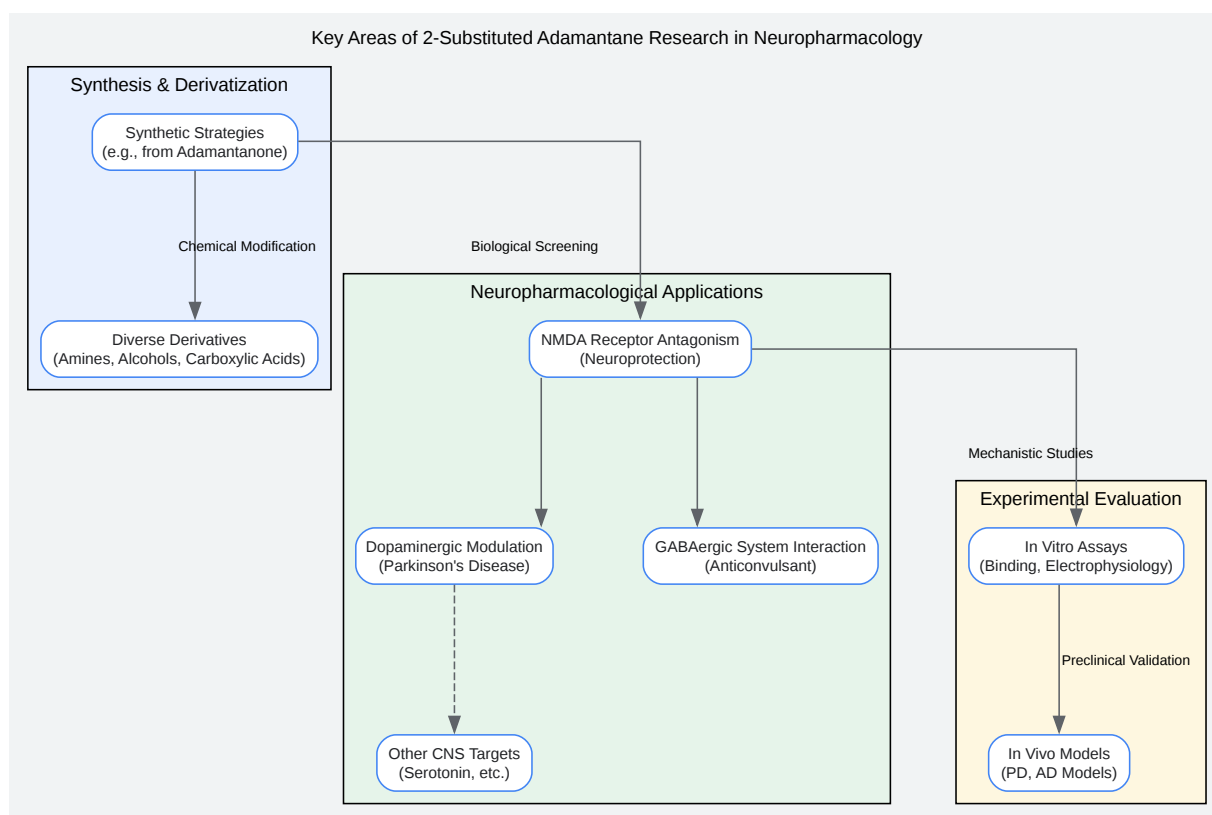 Key Areas of 2-Substituted Adamantane Research in Neuropharmacology
Synthesis & Derivatization
Synthetic Strategies
(e.g., from Adamantanone)
Chemical Modification
Biological Screening
Diverse Derivatives
(Amines, Alcohols, Carboxylic Acids)
Neuropharmacological Applications
NMDA Receptor Antagonism
(Neuroprotection)
Dopaminergic Modulation
(Parkinson's Disease)
GABAergic System Interaction
(Anticonvulsant)
Other CNS Targets
(Serotonin, etc.)
Mechanistic Studies
Experimental Evaluation
In Vitro Assays
(Binding, Electrophysiology)
Preclinical Validation
In Vivo Models
(PD, AD Models)